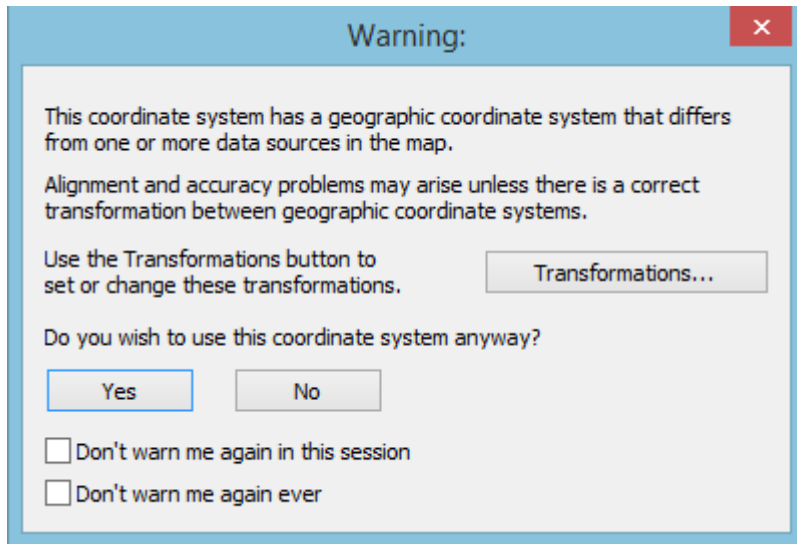 Warning:
This coordinate system has a geographic coordinate system that differs
from one or more data sources in the map.
Alignment and accuracy problems may arise unless there is a correct
transformation between geographic coordinate systems.
Use the Transformations button to
set or change these transformations.
Transformations...
Do you wish to use this coordinate system anyway?
Yes
No
Don't warn me again in this session
Don't warn me again ever